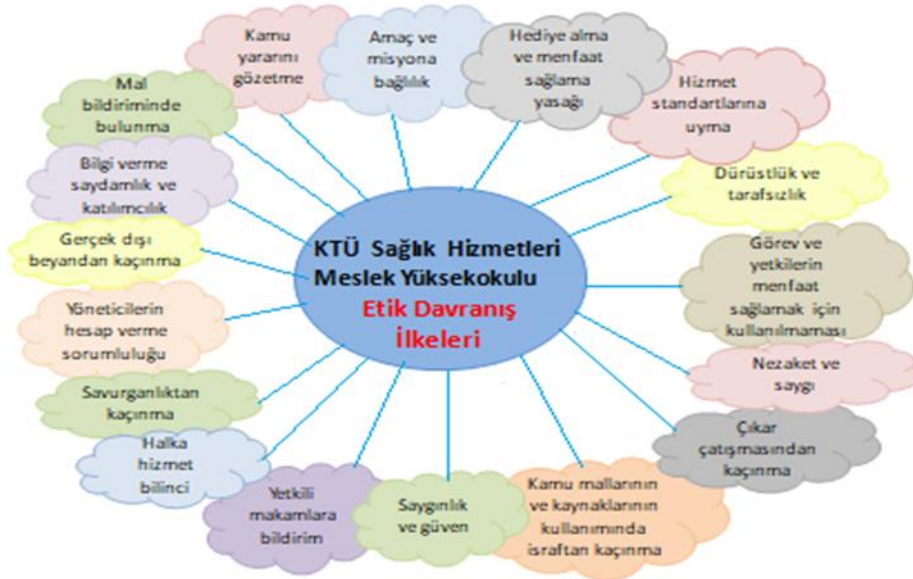 KTÜ Sağlık Hizmetleri
Meslek Yüksekokulu
Etik Davranış
İlkeleri
Kamu
yararını
gözetme
Amaç ve
misyona
bağlılık
Hediye alma
ve menfaat
sağlama
yasağı
Hizmet
standartlarına
uyma
Dürüstlük ve
tarafsızlık
Görev ve
yetkilerin
menfaat
sağlamak için
kullanılmaması
Nezaket ve
saygı
Çıkar
çatışmasından
kaçınma
Kamu mallarının
ve kaynaklarının
kullanımında
israftan kaçınma
Saygınlık
ve güven
Yetkili
makamlara
bildirim
Halka
hizmet
bilinci
Savurganlıktan
kaçınma
Yöneticilerin
hesap verme
sorumluluğu
Gerçek dışı
beyandan kaçınma
Bilgi verme
saydamlık ve
katılımcılık
Mal
bildiriminde
bulunma